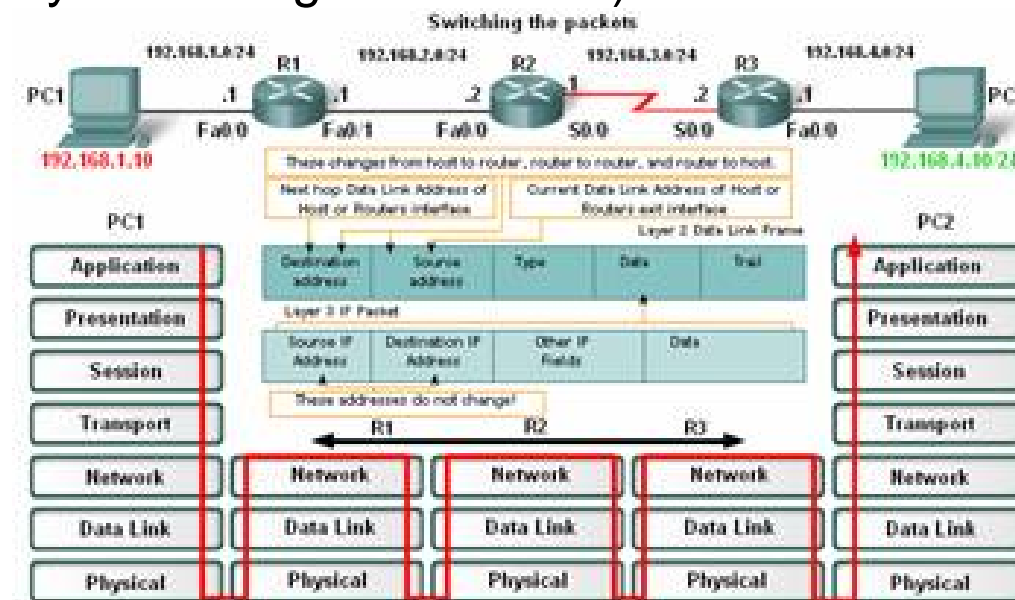 Switching the packets
192.168.1.0/24 R1 192.168.2.0/24 R2 192.168.3.0/24 R3 192.168.4.0/24
PC1 .1 .1 .2 .1 .2 .1 PC
Fa0/0 Fa0/1 Fa0/0 S0/0 S0/0 Fa0/0
192.168.1.10 192.168.4.10/24
These changes from host to router, router to router, and router to host.
Next hop Data Link Address of
Host or Routers interface
Current Data Link Address of Host or
Routers exit interface
Layer 2 Data Link Frame
Destination address
Source address
Type
Data
Trail
Layer 3 IP Packet
Source IP Address
Destination IP Address
Other IP Fields
Data
These addresses do not change!
R1 R2 R3
PC1
Application
Presentation
Session
Transport
Network
Data Link
Physical
Network
Data Link
Physical
Network
Data Link
Physical
Network
Data Link
Physical
PC2
Application
Presentation
Session
Transport
Network
Data Link
Physical